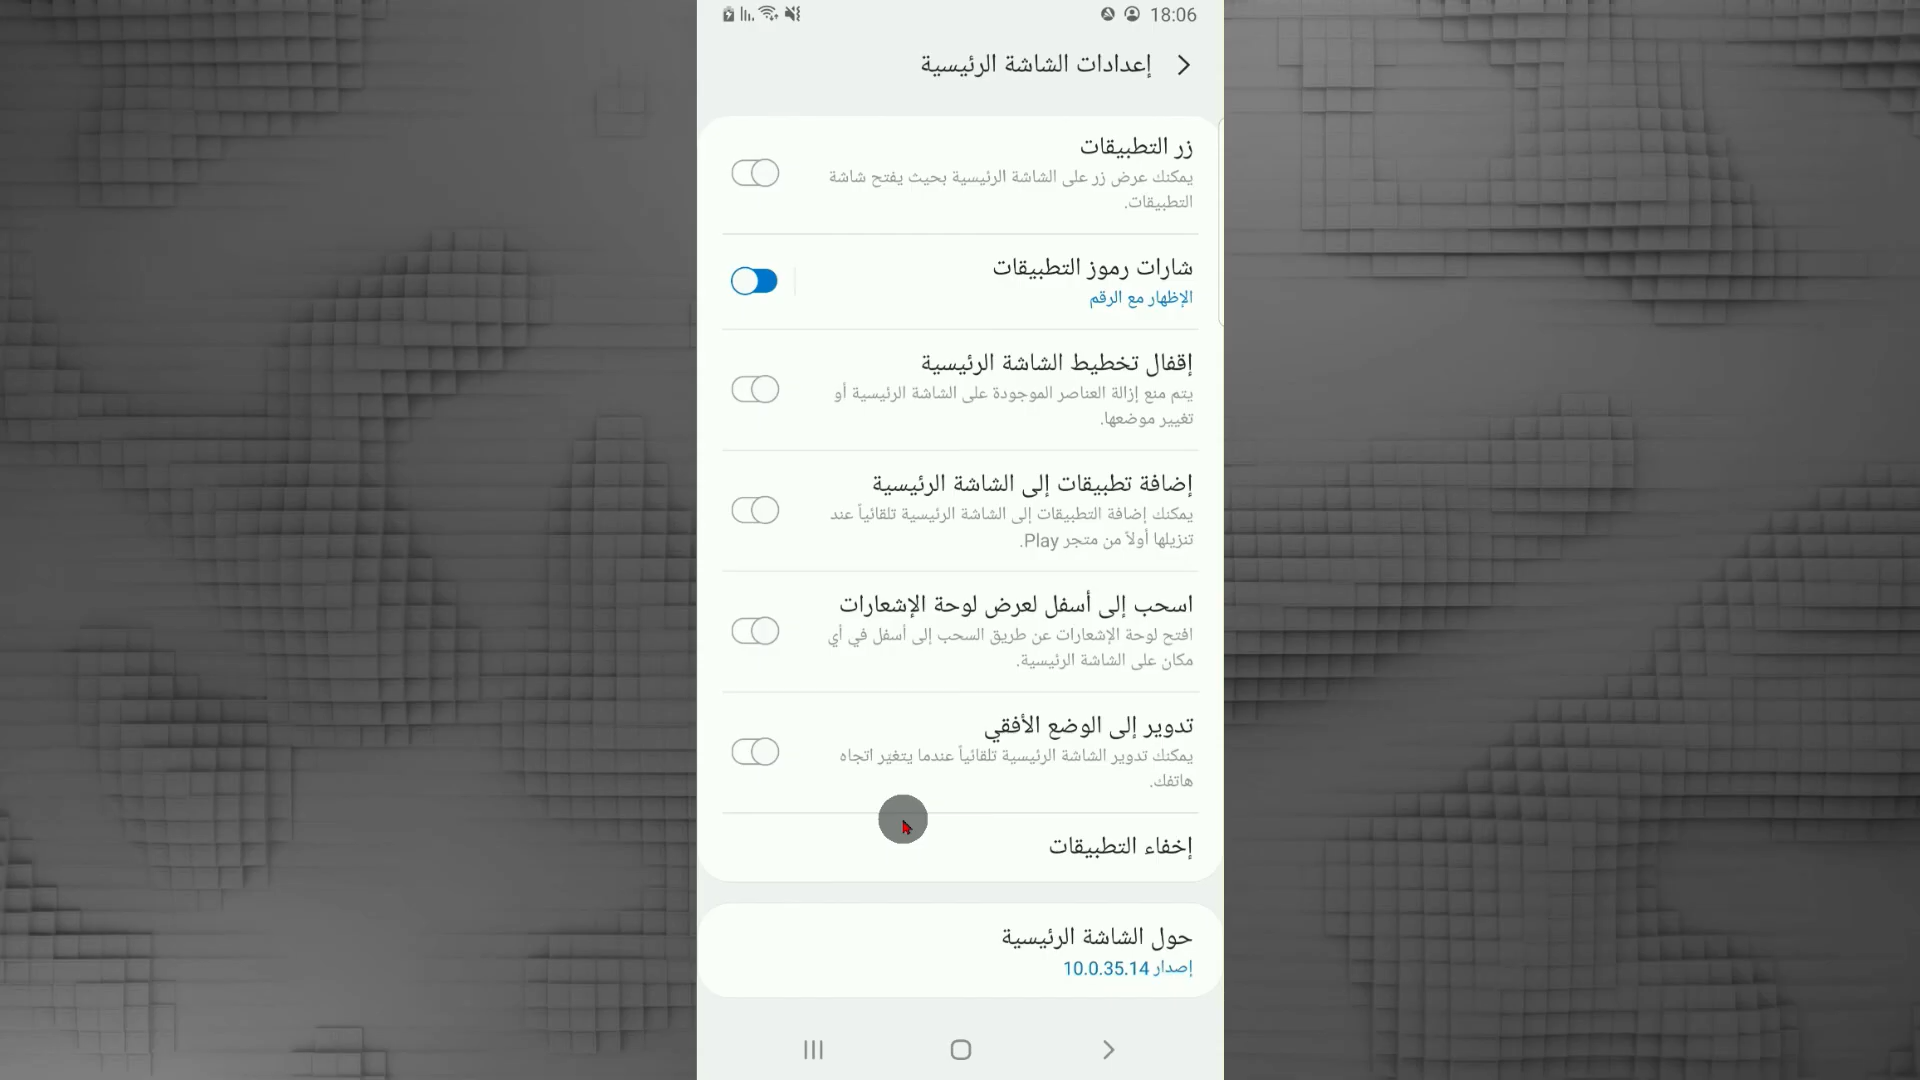 18:06
إعدادات الشاشة الرئيسية
زر التطبيقات
يمكنك عرض زر على الشاشة الرئيسية بحيث يفتح شاشة
التطبيقات.
شارات رموز التطبيقات
الإظهار مع الرقم
إقفال تخطيط الشاشة الرئيسية
يتم منع إزالة العناصر الموجودة على الشاشة الرئيسية أو
تغيير موضعها.
إضافة تطبيقات إلى الشاشة الرئيسية
يمكنك إضافة التطبيقات إلى الشاشة الرئيسية تلقائياً عند
تنزيلها أولاً من متجر Play.
اسحب إلى أسفل لعرض لوحة الإشعارات
افتح لوحة الإشعارات عن طريق السحب إلى أسفل في أي
مكان على الشاشة الرئيسية.
تدوير إلى الوضع الأفقي
يمكنك تدوير الشاشة الرئيسية تلقائياً عندما يتغير اتجاه
هاتفك.
إخفاء التطبيقات
حول الشاشة الرئيسية
إصدار 10.0.35.14